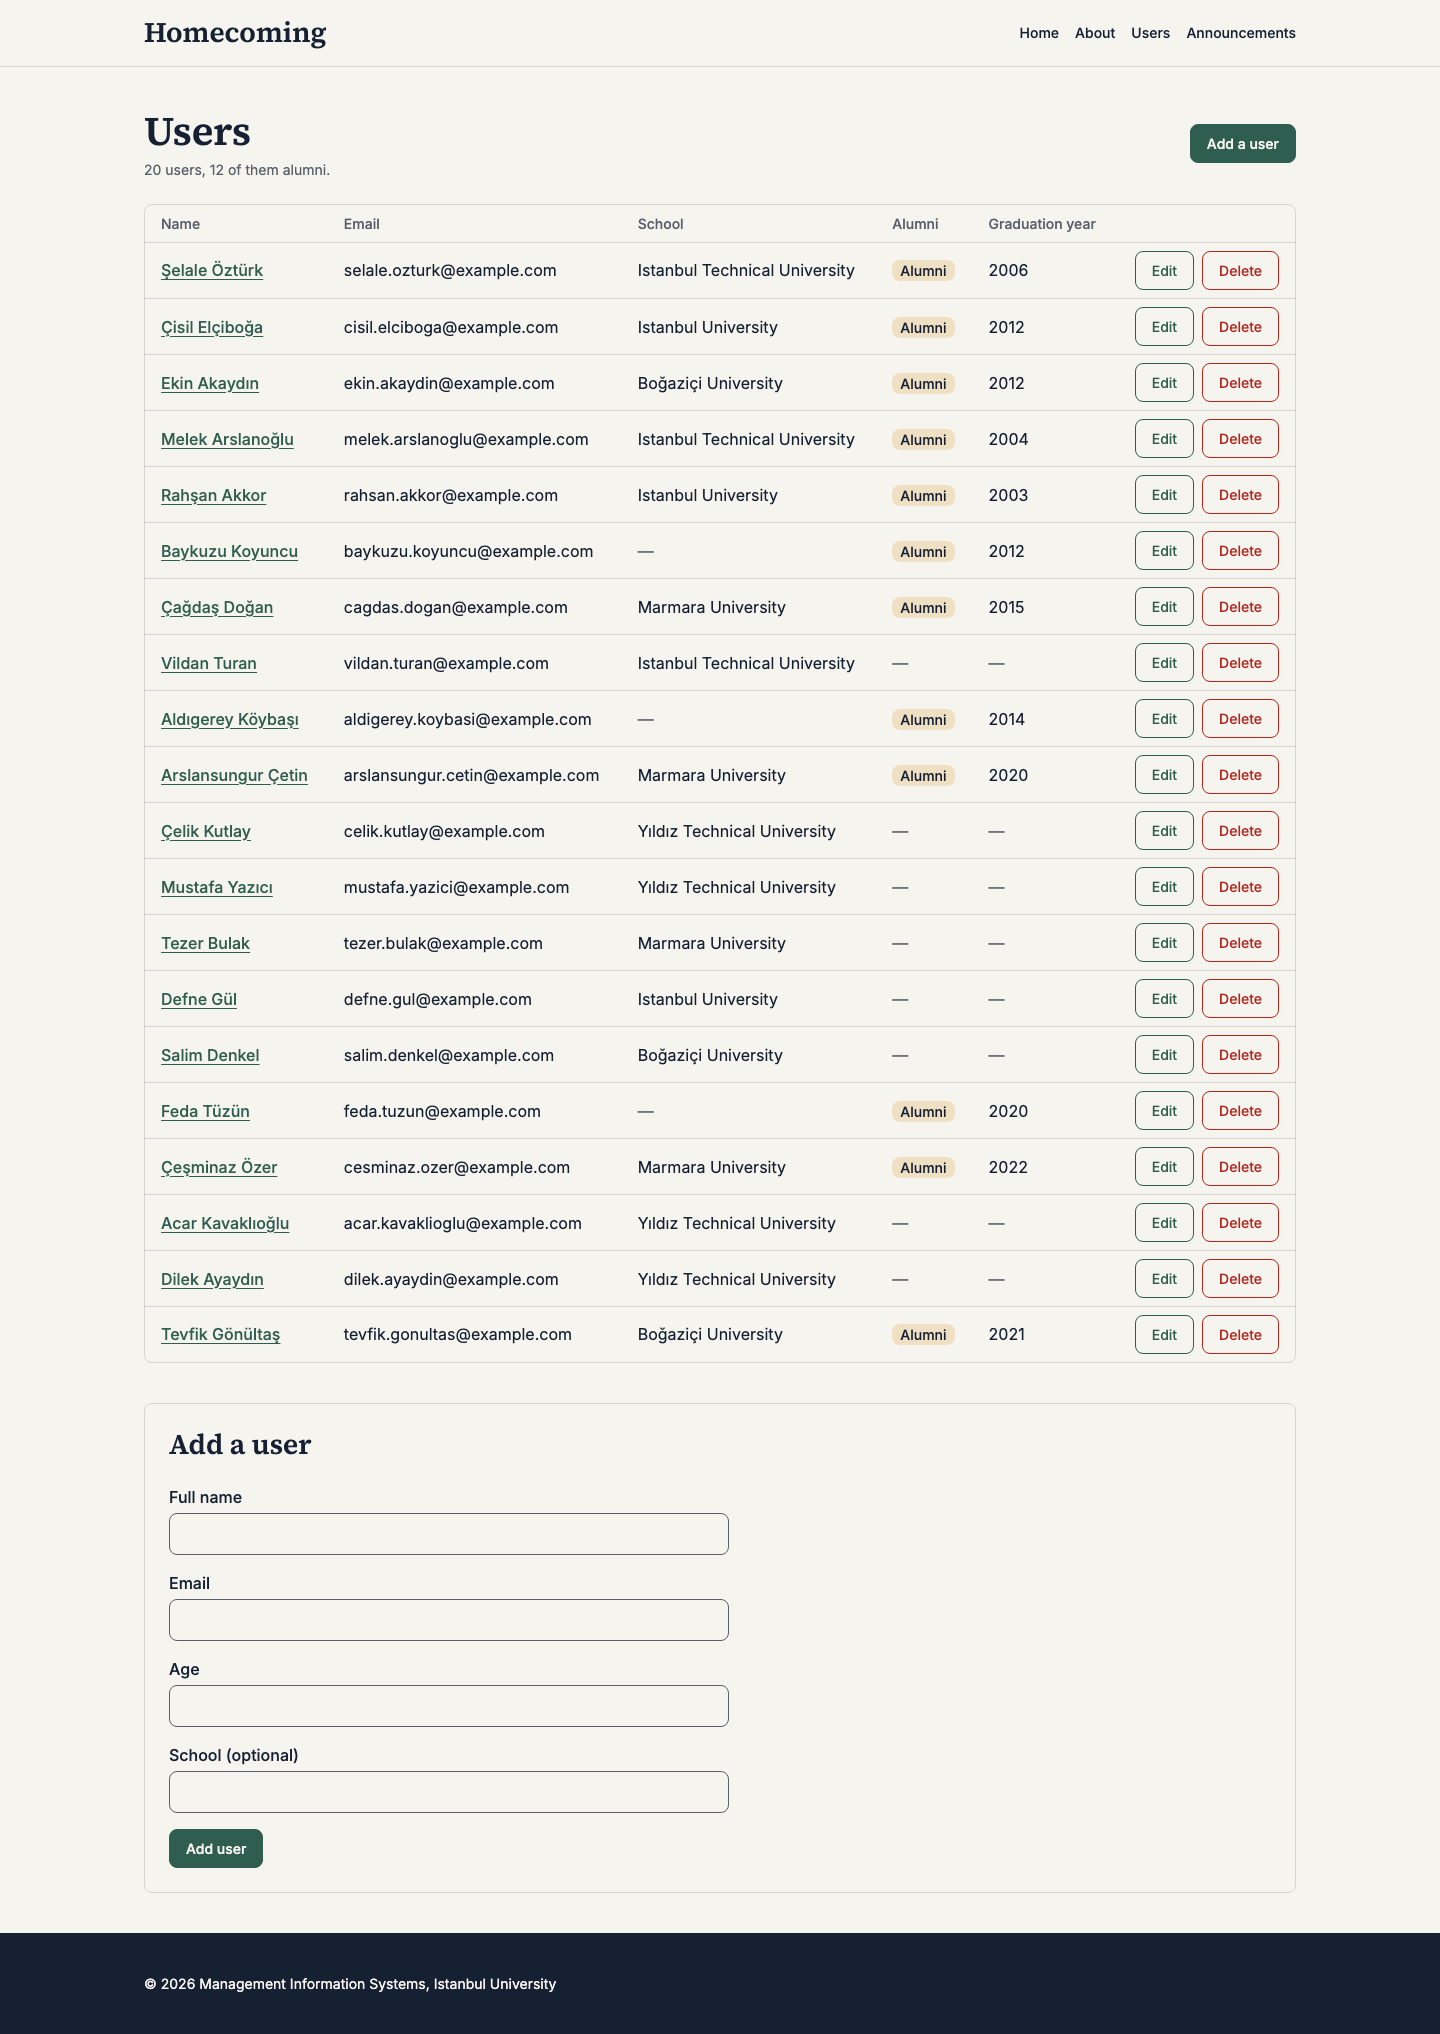 Homecoming
Home About Users Announcements
Users
Add a user
20 users, 12 of them alumni.
Name Email School Alumni Graduation year
Şelale Öztürk selale.ozturk@example.com Istanbul Technical University Alumni 2006 Edit Delete
Çisil Elçiboğa cisil.elciboga@example.com Istanbul University Alumni 2012 Edit Delete
Ekin Akaydın ekin.akaydin@example.com Boğaziçi University Alumni 2012 Edit Delete
Melek Arslanoğlu melek.arslanoglu@example.com Istanbul Technical University Alumni 2004 Edit Delete
Rahşan Akkor rahsan.akkor@example.com Istanbul University Alumni 2003 Edit Delete
Baykuzu Koyuncu baykuzu.koyuncu@example.com — Alumni 2012 Edit Delete
Çağdaş Doğan cagdas.dogan@example.com Marmara University Alumni 2015 Edit Delete
Vildan Turan vildan.turan@example.com Istanbul Technical University — — Edit Delete
Aldıgerey Köybaşı aldigerey.koybasi@example.com — Alumni 2014 Edit Delete
Arslansungur Çetin arslansungur.cetin@example.com Marmara University Alumni 2020 Edit Delete
Çelik Kutlay celik.kutlay@example.com Yıldız Technical University — — Edit Delete
Mustafa Yazıcı mustafa.yazici@example.com Yıldız Technical University — — Edit Delete
Tezer Bulak tezer.bulak@example.com Marmara University — — Edit Delete
Defne Gül defne.gul@example.com Istanbul University — — Edit Delete
Salim Denkel salim.denkel@example.com Boğaziçi University — — Edit Delete
Feda Tüzün feda.tuzun@example.com — Alumni 2020 Edit Delete
Çeşminaz Özer cesminaz.ozer@example.com Marmara University Alumni 2022 Edit Delete
Acar Kavaklıoğlu acar.kavaklioglu@example.com Yıldız Technical University — — Edit Delete
Dilek Ayaydın dilek.ayaydin@example.com Yıldız Technical University — — Edit Delete
Tevfik Gönültaş tevfik.gonultas@example.com Boğaziçi University Alumni 2021 Edit Delete
Add a user
Full name
Email
Age
School (optional)
Add user
© 2026 Management Information Systems, Istanbul University